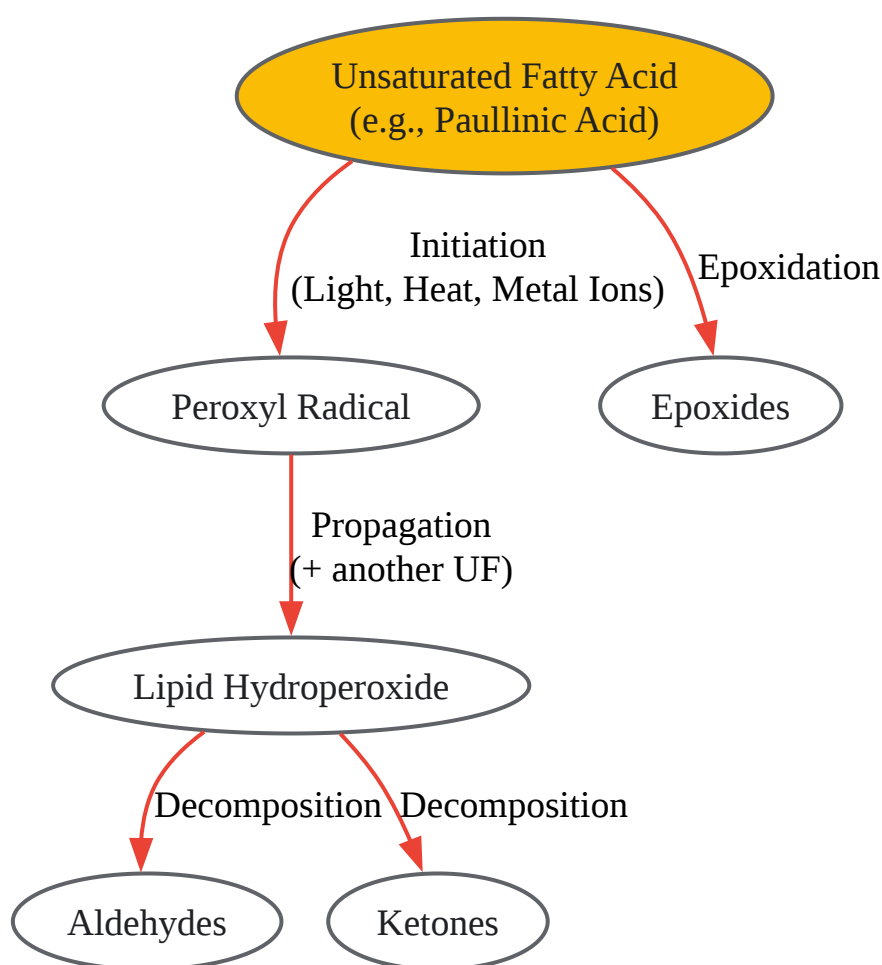 Unsaturated Fatty Acid
(e.g., Paullinic Acid)
Initiation
(Light, Heat, Metal Ions)
Epoxidation
Peroxyl Radical
Epoxides
Propagation
(+ another UF)
Lipid Hydroperoxide
Decomposition
Decomposition
Aldehydes
Ketones